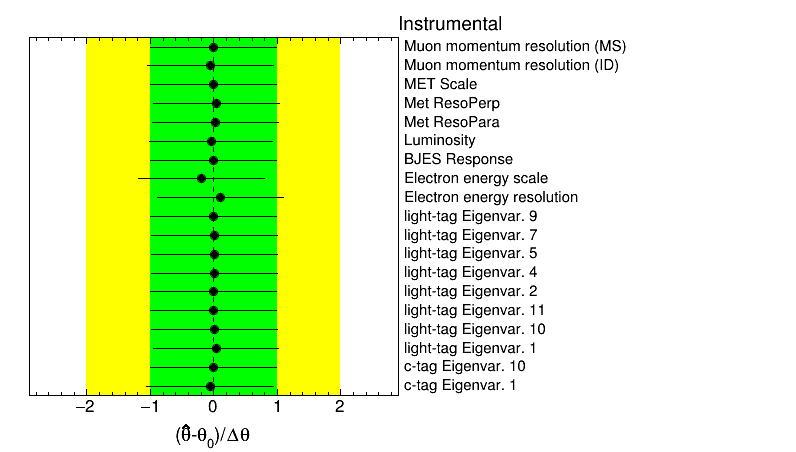 Instrumental
Muon momentum resolution (MS)
Muon momentum resolution (ID)
MET Scale
Met ResoPerp
Met ResoPara
Luminosity
BJES Response
Electron energy scale
Electron energy resolution
light-tag Eigenvar. 9
light-tag Eigenvar. 7
light-tag Eigenvar. 5
light-tag Eigenvar. 4
light-tag Eigenvar. 2
light-tag Eigenvar. 11
light-tag Eigenvar. 10
light-tag Eigenvar. 1
c-tag Eigenvar. 10
c-tag Eigenvar. 1
−2 −1 0 1 2
(θ̂-θ₀)/Δθ